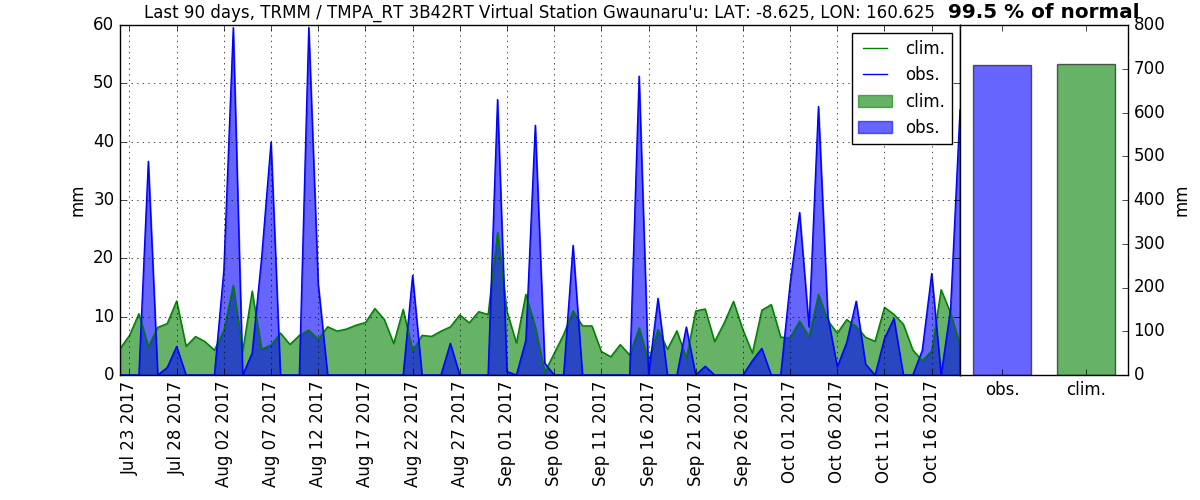 Last 90 days, TRMM / TMPA_RT 3B42RT Virtual Station Gwaunaru'u: LAT: -8.625, LON: 160.625
99.5 % of normal
clim.
obs.
clim.
obs.
60
50
40
30
20
10
0
mm
800
700
600
500
400
300
200
100
0
mm
Jul 23 2017
Jul 28 2017
Aug 02 2017
Aug 07 2017
Aug 12 2017
Aug 17 2017
Aug 22 2017
Aug 27 2017
Sep 01 2017
Sep 06 2017
Sep 11 2017
Sep 16 2017
Sep 21 2017
Sep 26 2017
Oct 01 2017
Oct 06 2017
Oct 11 2017
Oct 16 2017
obs.
clim.